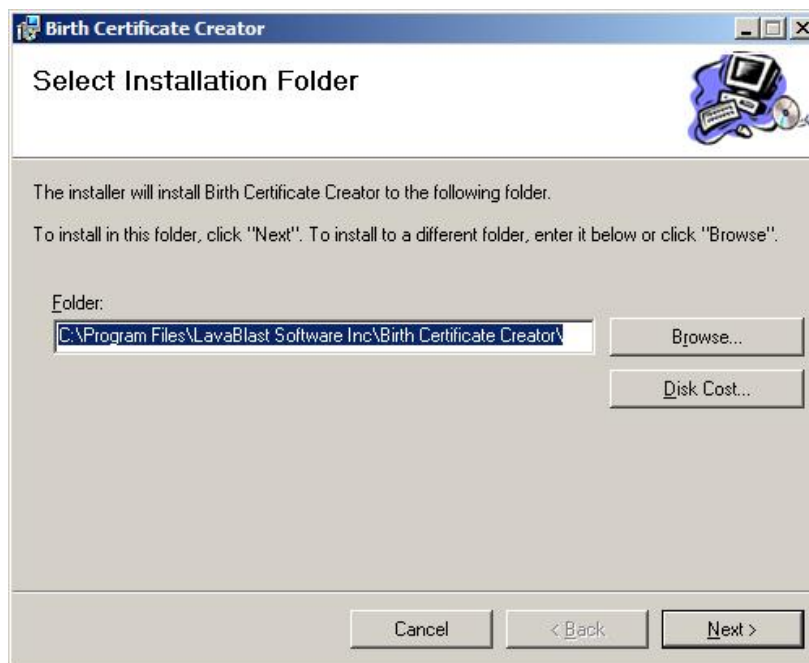 Birth Certificate Creator
Select Installation Folder
The installer will install Birth Certificate Creator to the following folder.
To install in this folder, click "Next". To install to a different folder, enter it below or click "Browse".
Folder:
C:\Program Files\LavaBlast Software Inc\Birth Certificate Creator\
Browse...
Disk Cost...
Cancel
< Back
Next >